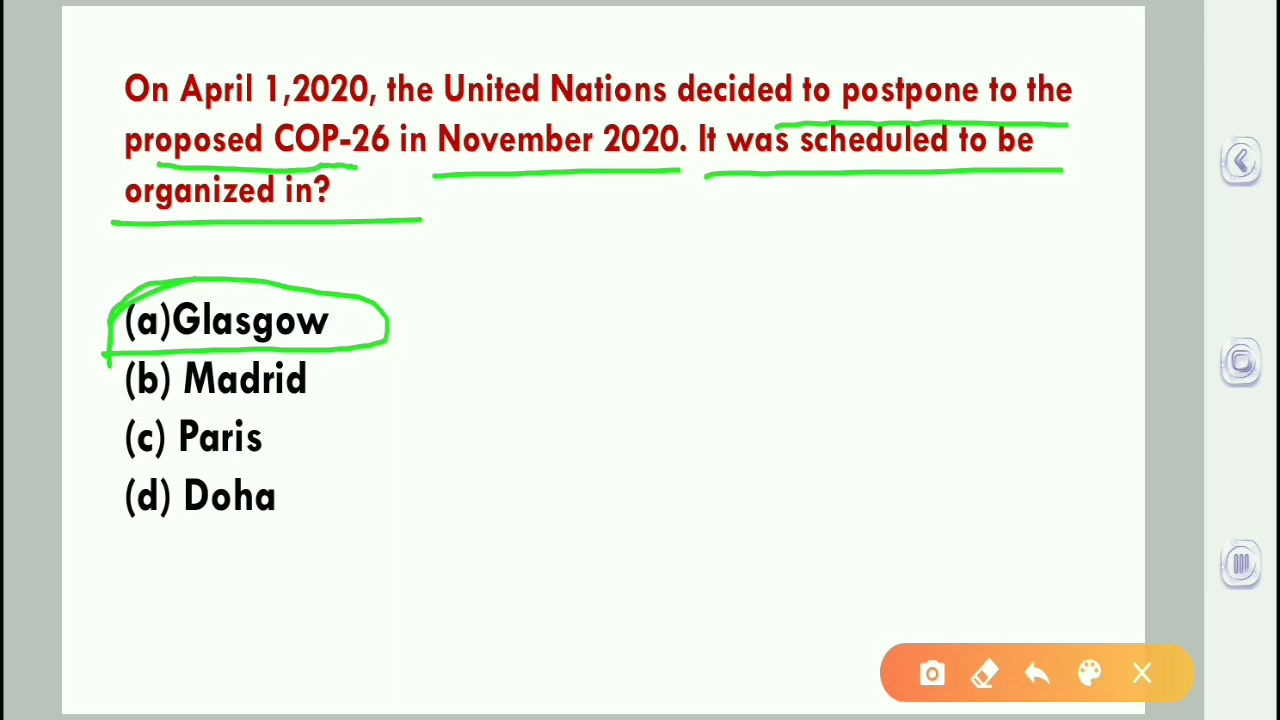 On April 1,2020, the United Nations decided to postpone to the
proposed COP-26 in November 2020. It was scheduled to be
organized in?
(a)Glasgow
(b) Madrid
(c) Paris
(d) Doha